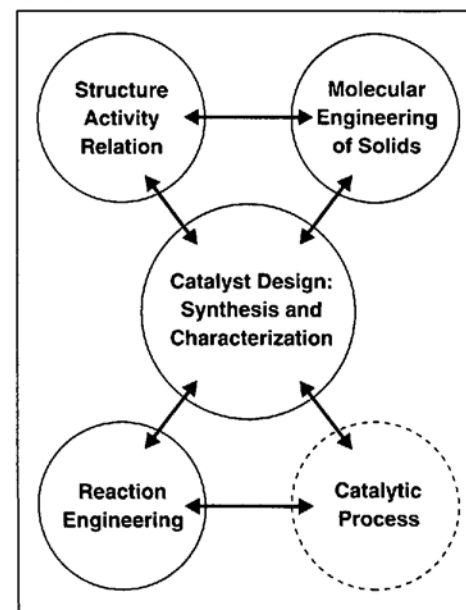 Structure
Activity
Relation
Molecular
Engineering
of Solids
Catalyst Design:
Synthesis and
Characterization
Reaction
Engineering
Catalytic
Process